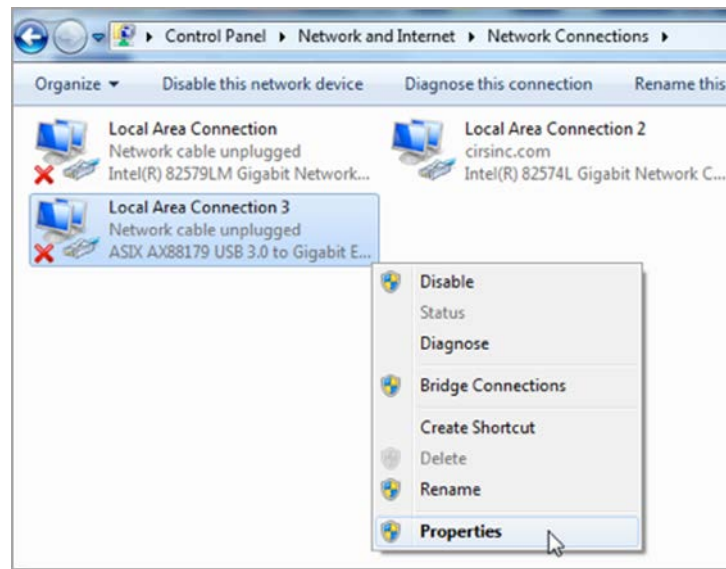 Control Panel Network and Internet Network Connections
Organize Disable this network device Diagnose this connection Rename this
Local Area Connection
Network cable unplugged
Intel(R) 82579LM Gigabit Network...
Local Area Connection 2
cirsinc.com
Intel(R) 82574L Gigabit Network C...
Local Area Connection 3
Network cable unplugged
ASIX AX88179 USB 3.0 to Gigabit E...
Disable
Status
Diagnose
Bridge Connections
Create Shortcut
Delete
Rename
Properties